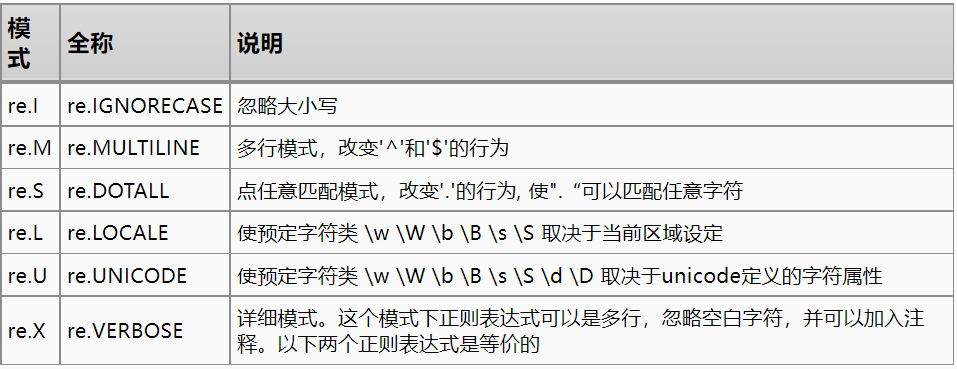 模式 全称 说明
re.I re.IGNORECASE 忽略大小写
re.M re.MULTILINE 多行模式，改变'^'和'$'的行为
re.S re.DOTALL 点任意匹配模式，改变'.'的行为, 使".“可以匹配任意字符
re.L re.LOCALE 使预定字符类 \w \W \b \B \s \S 取决于当前区域设定
re.U re.UNICODE 使预定字符类 \w \W \b \B \s \S \d \D 取决于unicode定义的字符属性
re.X re.VERBOSE 详细模式。这个模式下正则表达式可以是多行，忽略空白字符，并可以加入注
释。以下两个正则表达式是等价的